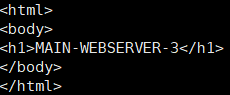 <html>
<body>
<h1>MAIN-WEBSERVER-3</h1>
</body>
</html>